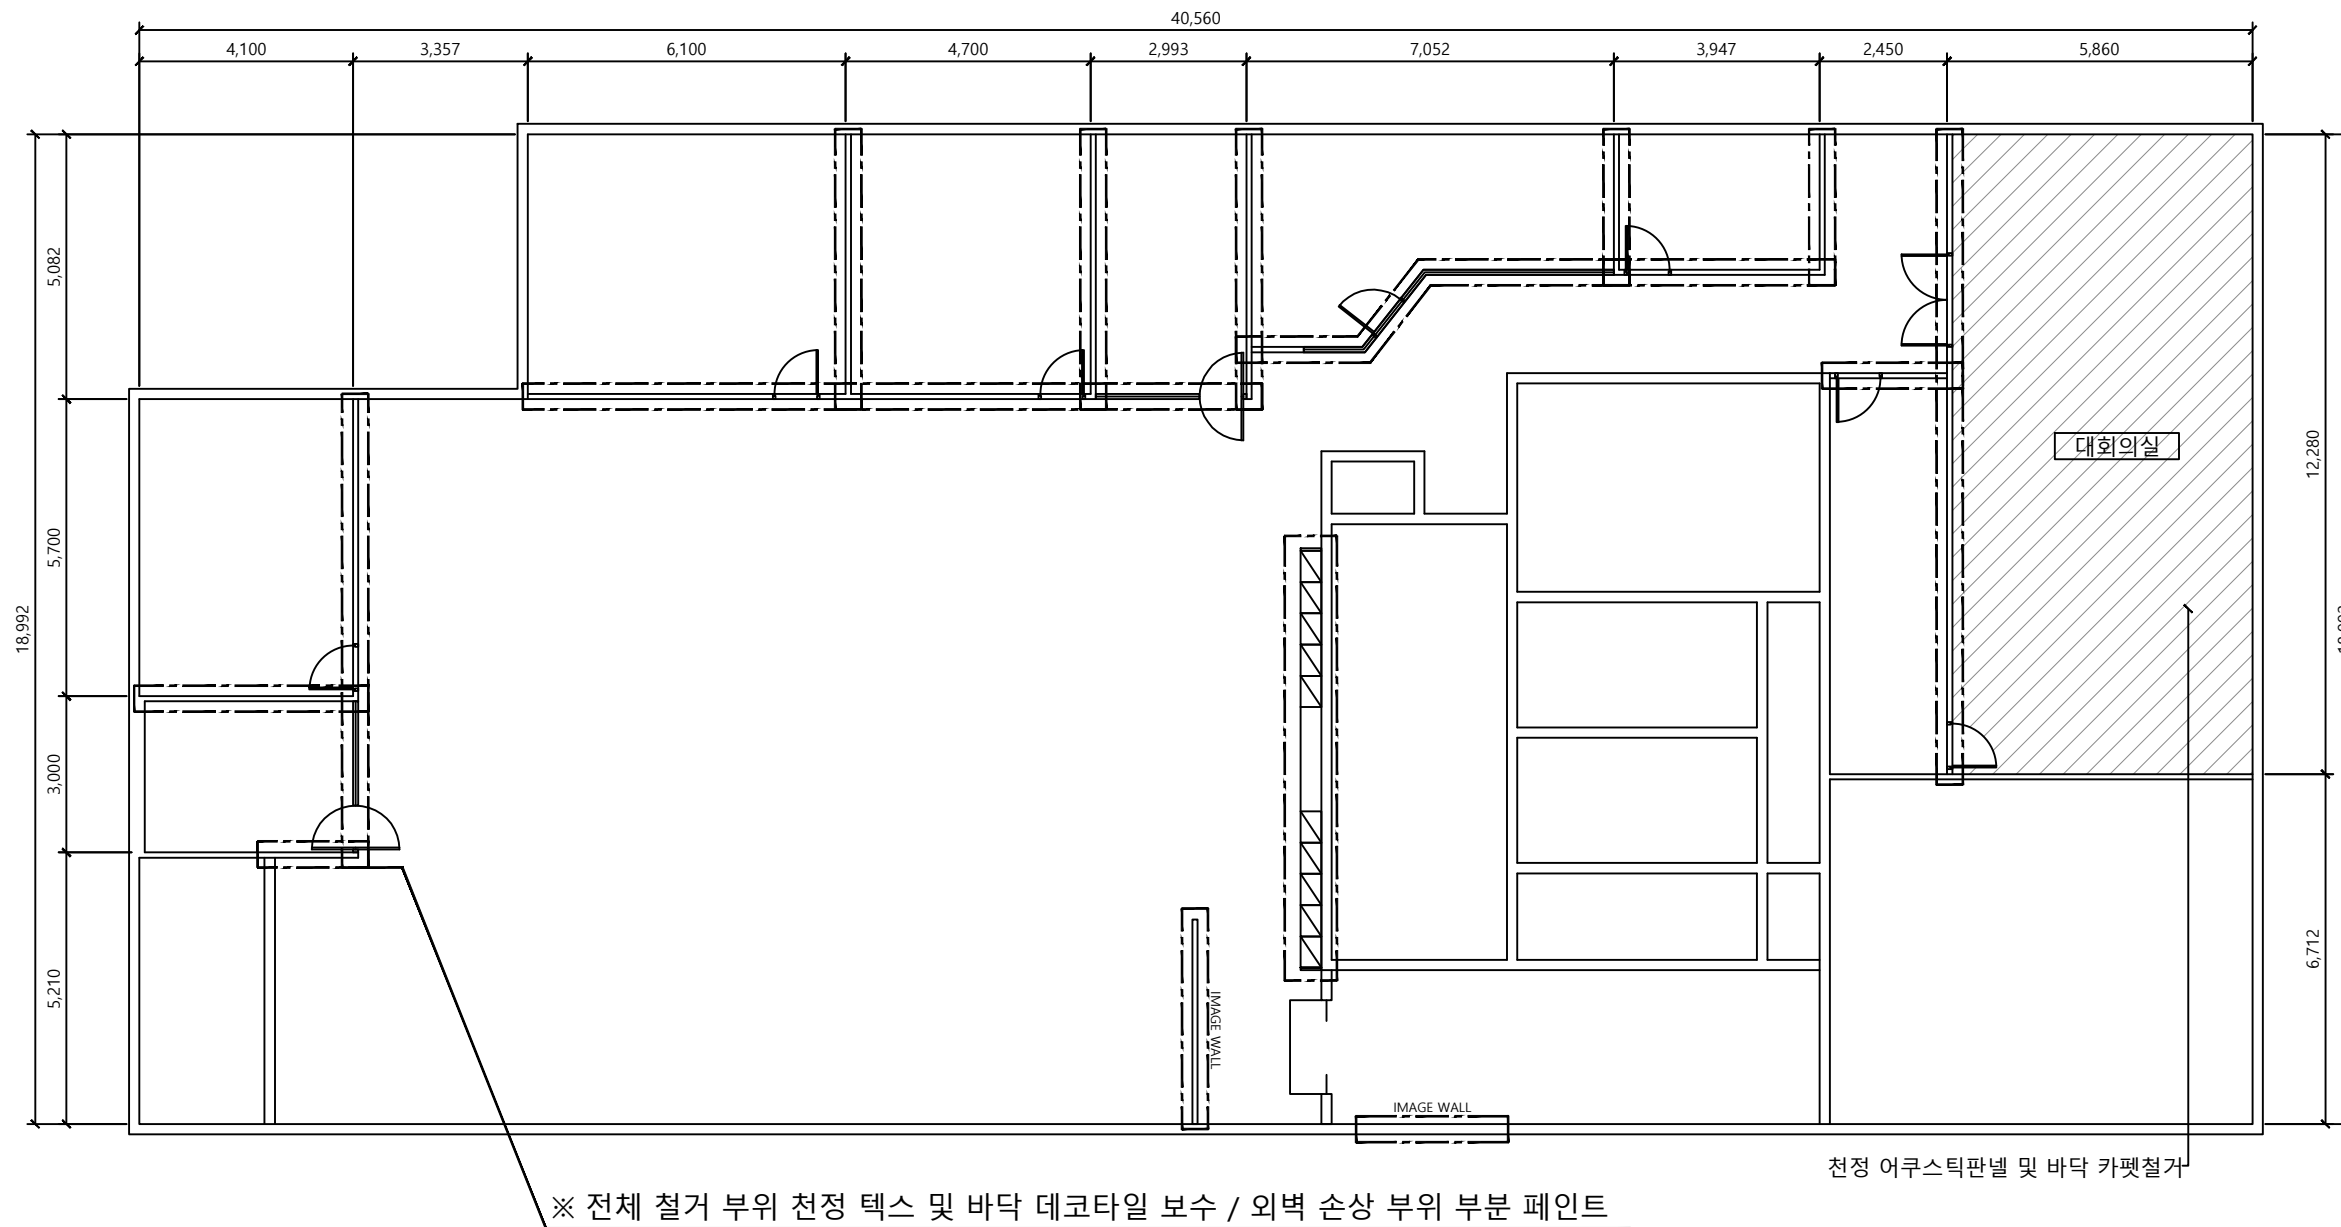 40,560
4,100 3,357 6,100 4,700 2,993 7,052 3,947 2,450 5,860
5,082
5,700
18,992
3,000
5,210
대회의실
12,280
6,712
IMAGE WALL
IMAGE WALL
천정 어쿠스틱판넬 및 바닥 카펫철거
※ 전체 철거 부위 천정 텍스 및 바닥 데코타일 보수 / 외벽 손상 부위 부분 페인트